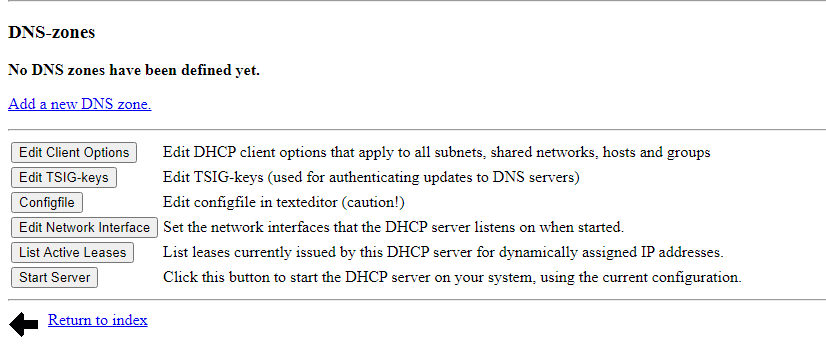 DNS-zones
No DNS zones have been defined yet.
Add a new DNS zone.
Edit Client Options Edit DHCP client options that apply to all subnets, shared networks, hosts and groups
Edit TSIG-keys Edit TSIG-keys (used for authenticating updates to DNS servers)
Configfile Edit configfile in texteditor (caution!)
Edit Network Interface Set the network interfaces that the DHCP server listens on when started.
List Active Leases List leases currently issued by this DHCP server for dynamically assigned IP addresses.
Start Server Click this button to start the DHCP server on your system, using the current configuration.
Return to index